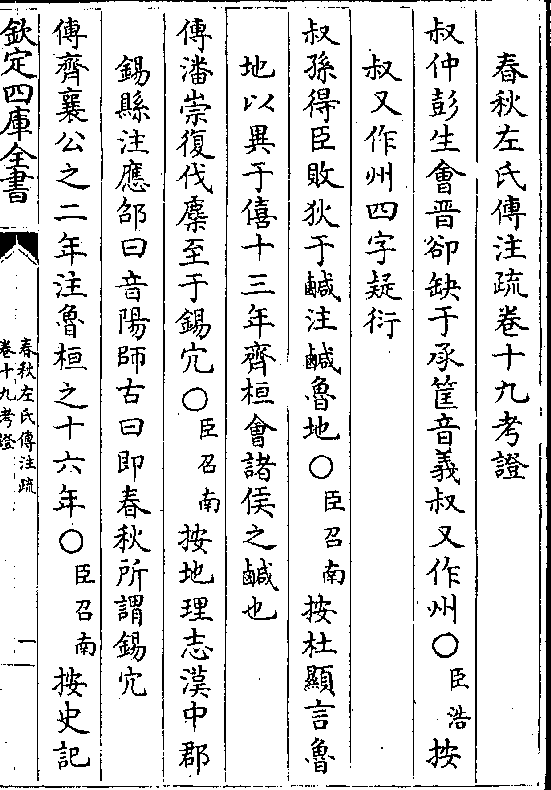 春秋左氏傳注疏卷十九考證
叔仲彭生會晋卻缺于承筐音義叔又作州○臣浩按
叔又作州四字疑衍
叔孫得臣敗狄于鹹注鹹魯地○臣召南按杜顯言魯
地以異于僖十三年齊桓會諸侯之鹹也
傳潘崇復伐麇至于錫穴○臣召南按地理志漢中郡
錫縣注應邵曰音陽師古曰即春秋所謂錫穴
傳齊襄公之二年注魯桓之十六年○臣召南按史記
欽定四庫全書
春秋左氏傳注疏
卷十九考證
一